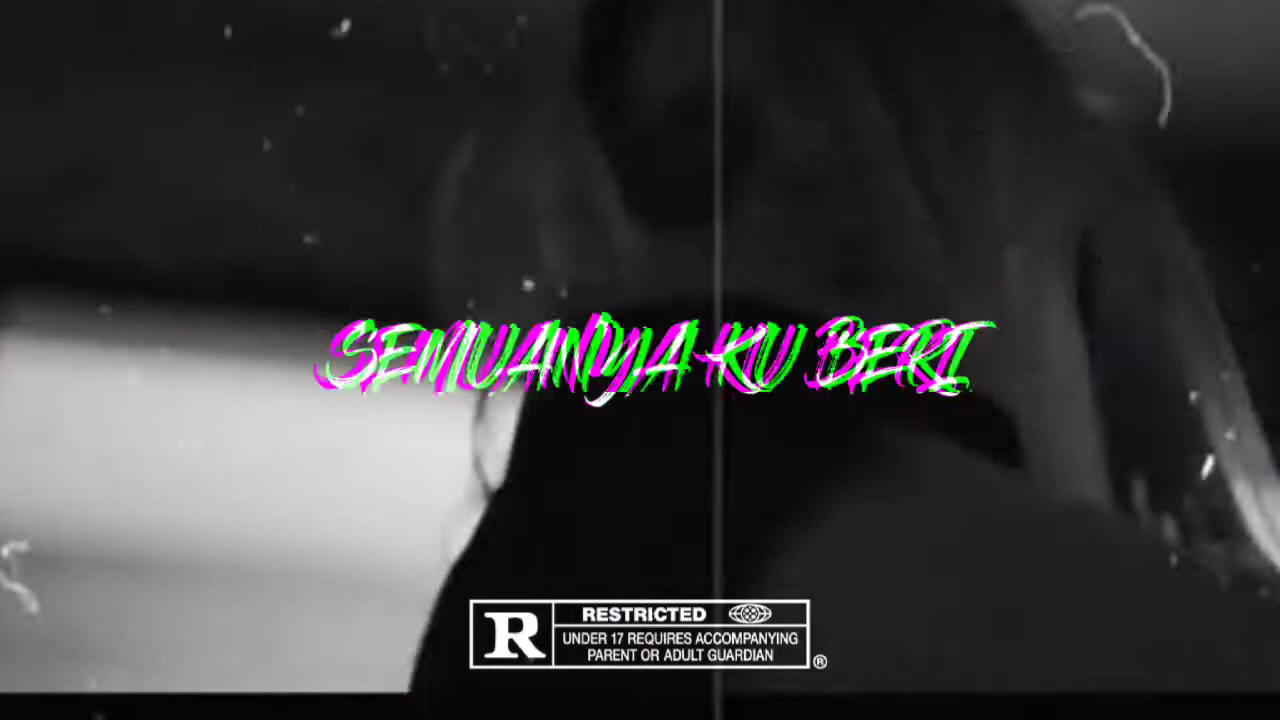 SEMUANYA KU BERI
R
RESTRICTED
UNDER 17 REQUIRES ACCOMPANYING
PARENT OR ADULT GUARDIAN
®